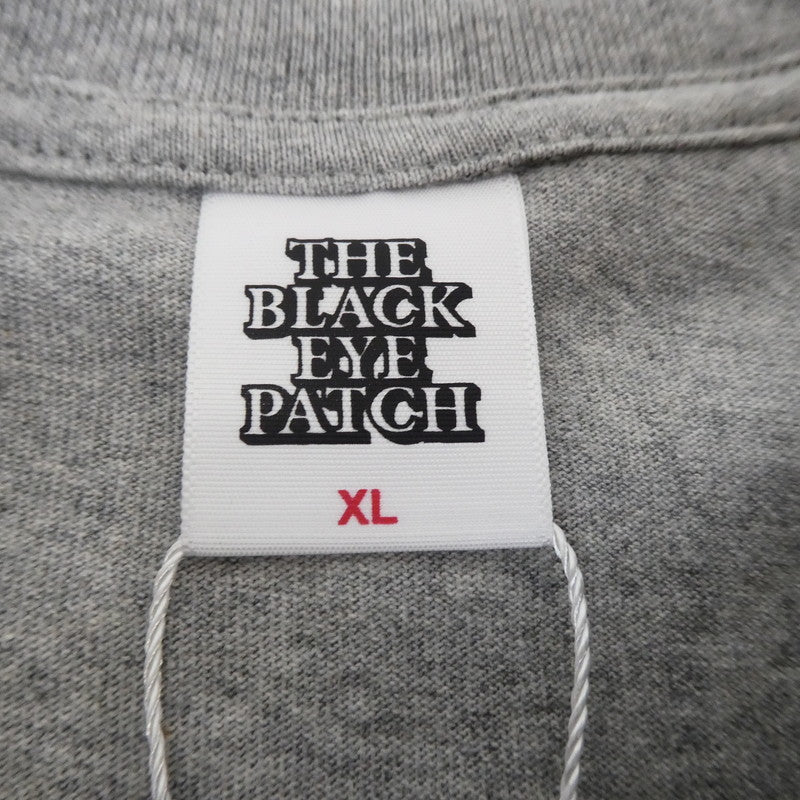 THE
BLACK
EYE
PATCH
XL